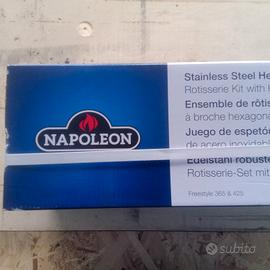 NAPOLEON
Stainless Steel He
Rotisserie Kit with
Ensemble de rôtis
à broche hexagona
Juego de espetó
de acero inoxidab
Edelstahl robuste
Rotisserie-Set mit
Freestyle 365 & 425
subito